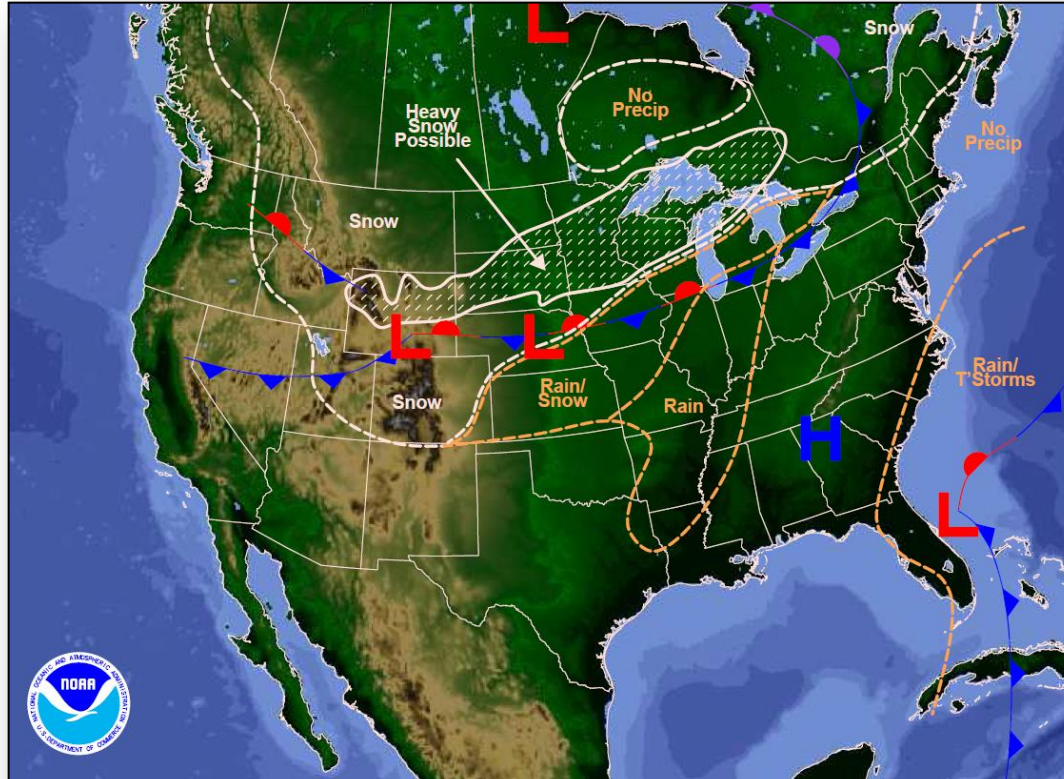 L
Snow
No
Precip
Heavy
Snow
Possible
No
Precip
Snow
L
L
Rain/
T'Storms
Snow
Rain/
Snow
Rain
H
L
NATIONAL OCEANIC AND ATMOSPHERIC ADMINISTRATION
NOAA
U.S. DEPARTMENT OF COMMERCE